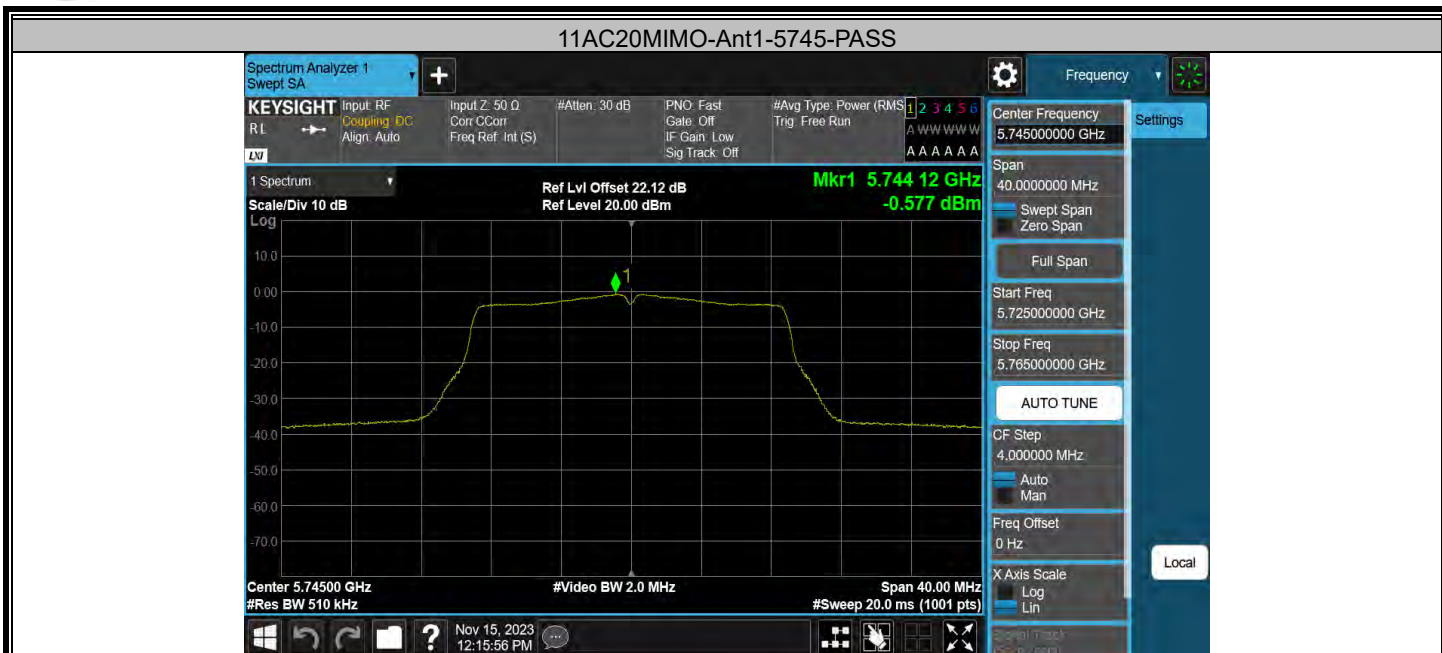 11AC20MIMO-Ant1-5745-PASS
Spectrum Analyzer 1
Swept SA
Frequency
KEYSIGHT
RL
LXI
Input: RF
Coupling: DC
Align: Auto
Input Z: 50 Ω
Corr CCorr
Freq Ref: Int (S)
#Atten: 30 dB
PNO: Fast
Gate: Off
IF Gain: Low
Sig Track: Off
#Avg Type: Power (RMS
Trig: Free Run
1 2 3 4 5 6
A W W W W W
A A A A A A
1 Spectrum
Scale/Div 10 dB
Log
Ref Lvl Offset 22.12 dB
Ref Level 20.00 dBm
Mkr1 5.744 12 GHz
-0.577 dBm
1
10.0
0.00
-10.0
-20.0
-30.0
-40.0
-50.0
-60.0
-70.0
Center 5.74500 GHz
#Res BW 510 kHz
#Video BW 2.0 MHz
Span 40.00 MHz
#Sweep 20.0 ms (1001 pts)
Nov 15, 2023
12:15:56 PM
Center Frequency
5.745000000 GHz
Span
40.0000000 MHz
Swept Span
Zero Span
Full Span
Start Freq
5.725000000 GHz
Stop Freq
5.765000000 GHz
AUTO TUNE
CF Step
4.000000 MHz
Auto
Man
Freq Offset
0 Hz
X Axis Scale
Log
Lin
Signal Track
Settings
Local